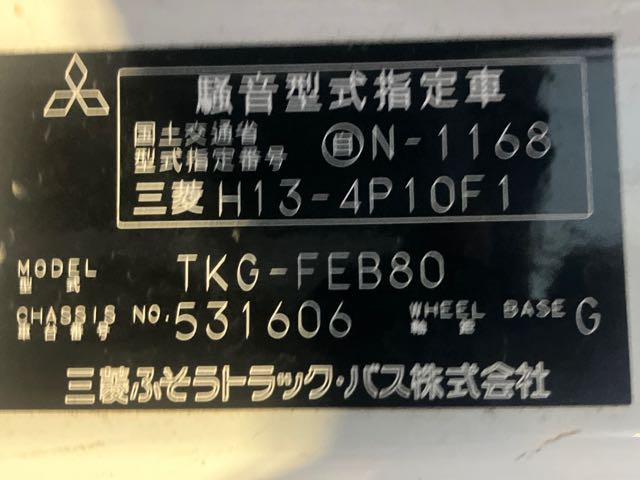 騒音型式指定車
国土交通省
型式指定番号 自N-1168
三菱 H13-4P10F1
MODEL TKG-FEB80
型式
CHASSIS NO. 531606 WHEEL BASE G
車台番号 軸距
三菱ふそうトラック・バス株式会社